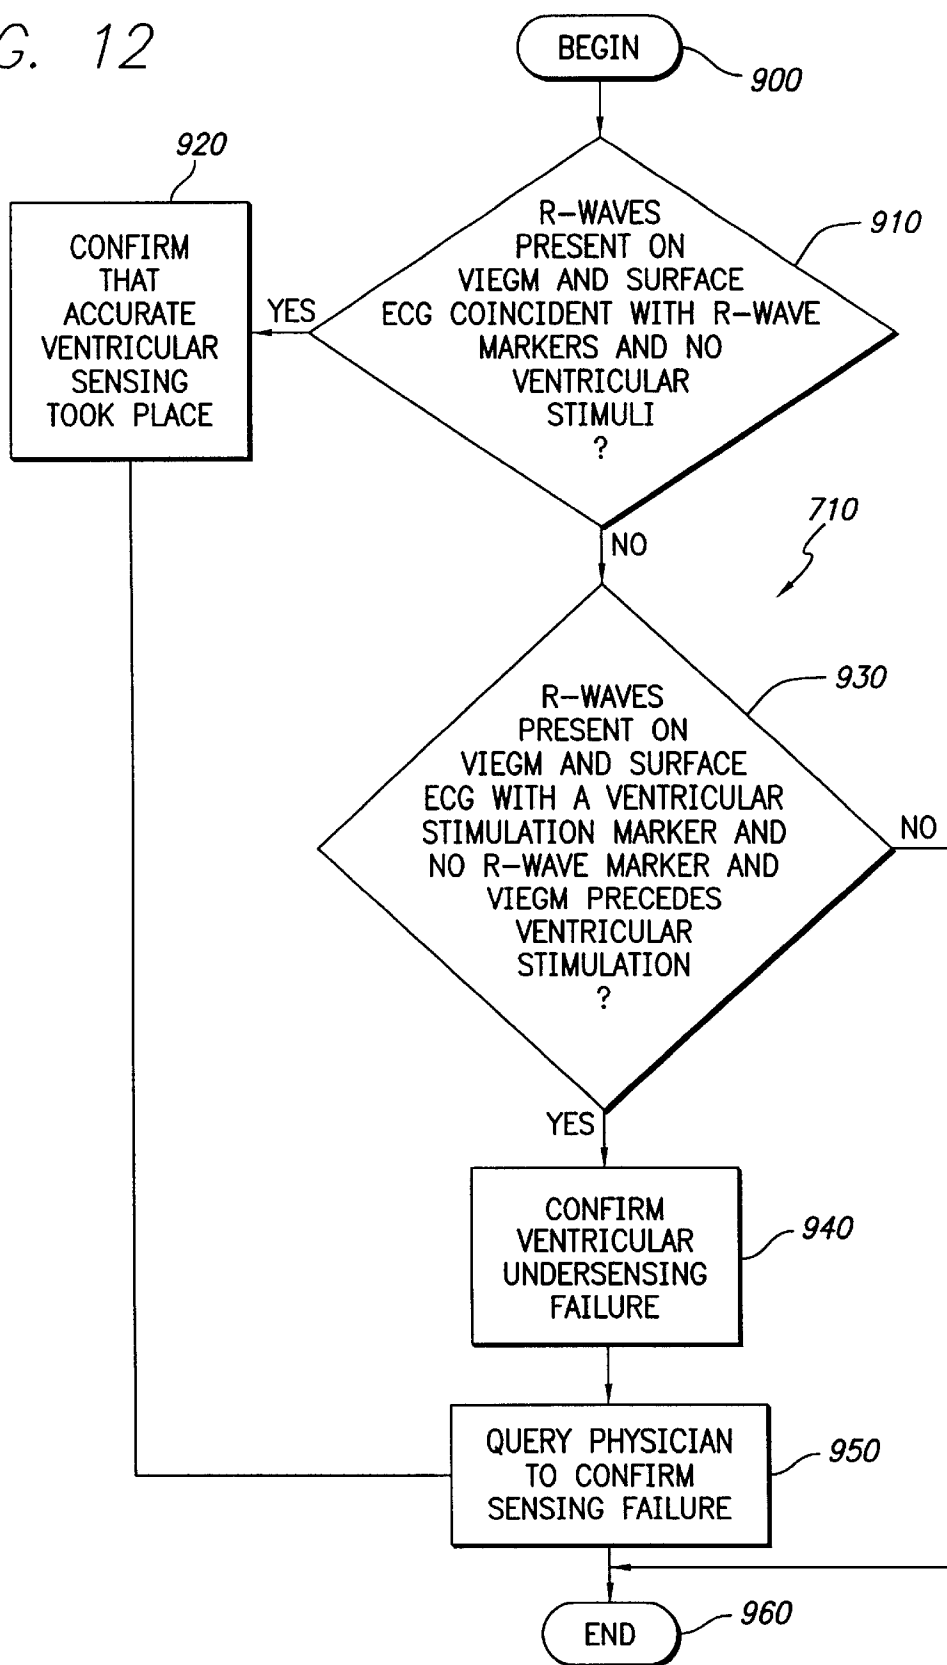 G. 12
BEGIN
900
920
R-WAVES
PRESENT ON
VIEGM AND SURFACE
ECG COINCIDENT WITH R-WAVE
MARKERS AND NO
VENTRICULAR
STIMULI
?
910
YES
CONFIRM
THAT
ACCURATE
VENTRICULAR
SENSING
TOOK PLACE
NO
710
R-WAVES
PRESENT ON
VIEGM AND SURFACE
ECG WITH A VENTRICULAR
STIMULATION MARKER AND
NO R-WAVE MARKER AND
VIEGM PRECEDES
VENTRICULAR
STIMULATION
?
930
NO
YES
CONFIRM
VENTRICULAR
UNDERSENSING
FAILURE
940
QUERY PHYSICIAN
TO CONFIRM
SENSING FAILURE
950
END
960